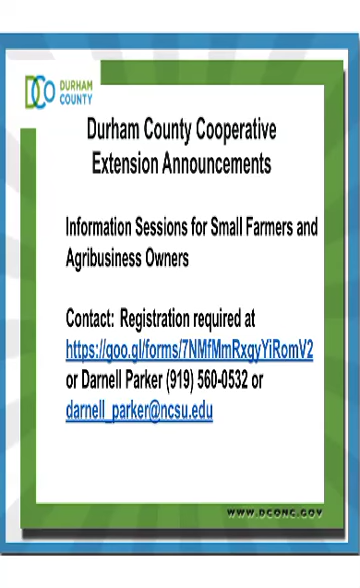 DCO DURHAM
COUNTY
Durham County Cooperative
Extension Announcements
Information Sessions for Small Farmers and
Agribusiness Owners
Contact: Registration required at
https://goo.gl/forms/7NMfMmRxgyYiRomV2
or Darnell Parker (919) 560-0532 or
darnell_parker@ncsu.edu
WWW.DCONC.GOV